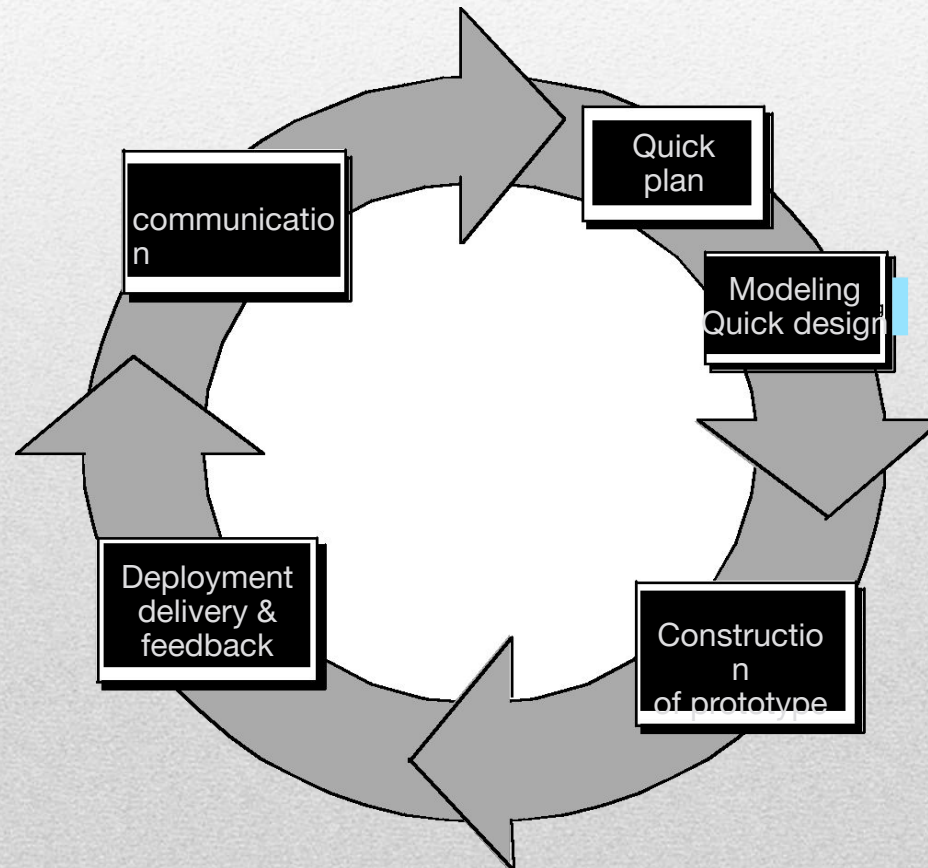 communicatio
n
Quick
plan
Modeling
Quick design
Constructio
n
of prototype
Deployment
delivery &
feedback